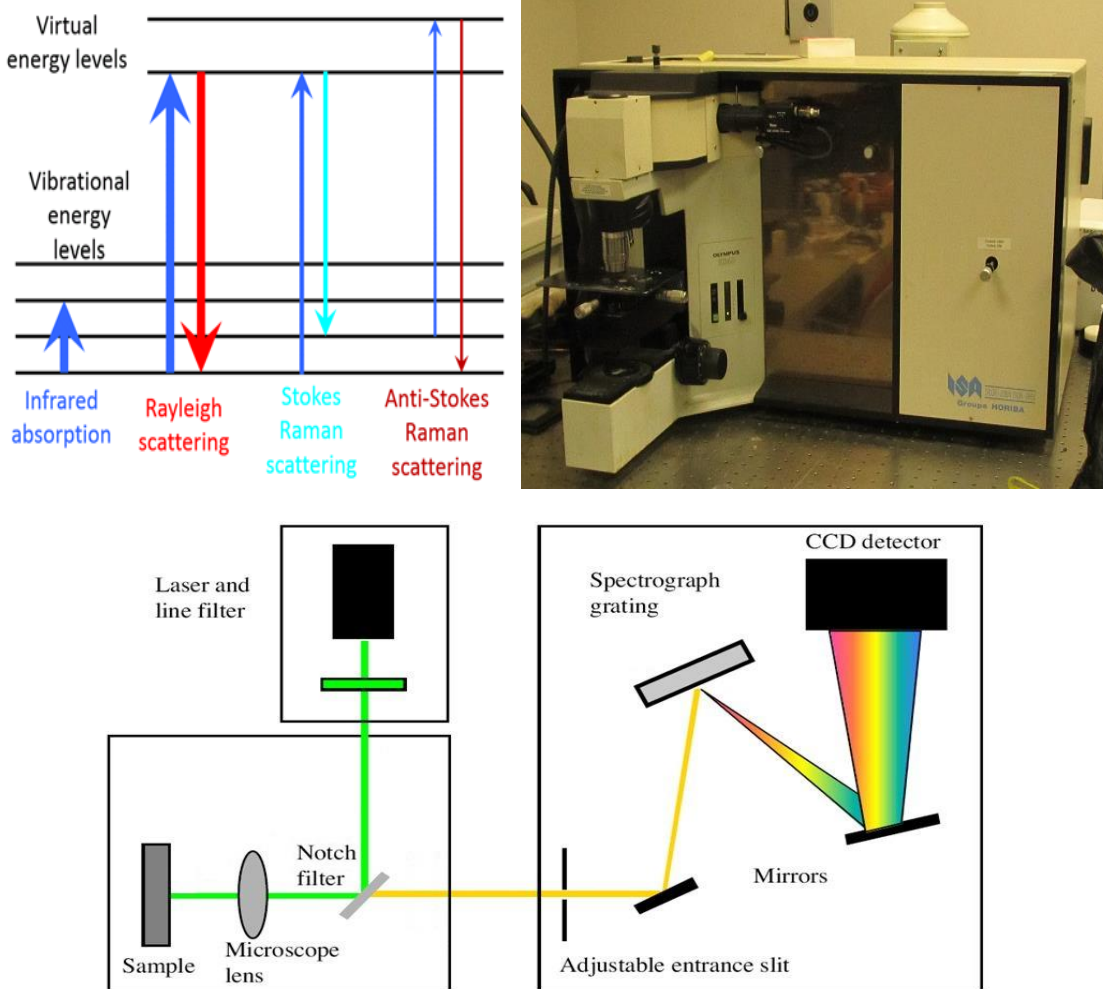 Virtual
energy levels
Vibrational
energy
levels
Infrared
absorption
Rayleigh
scattering
Stokes
Raman
scattering
Anti-Stokes
Raman
scattering
OLYMPUS
ISA
Groupe HORIBA
Laser and
line filter
Spectrograph
grating
CCD detector
Notch
filter
Mirrors
Sample
Microscope
lens
Adjustable entrance slit